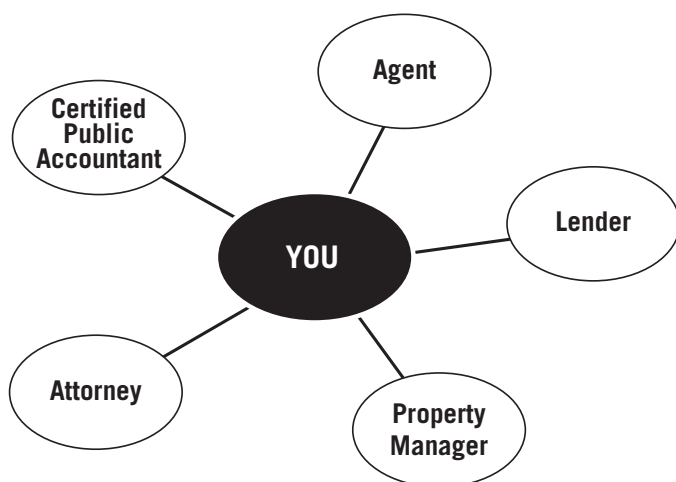 Agent
Certified
Public
Accountant
Lender
YOU
Attorney
Property
Manager